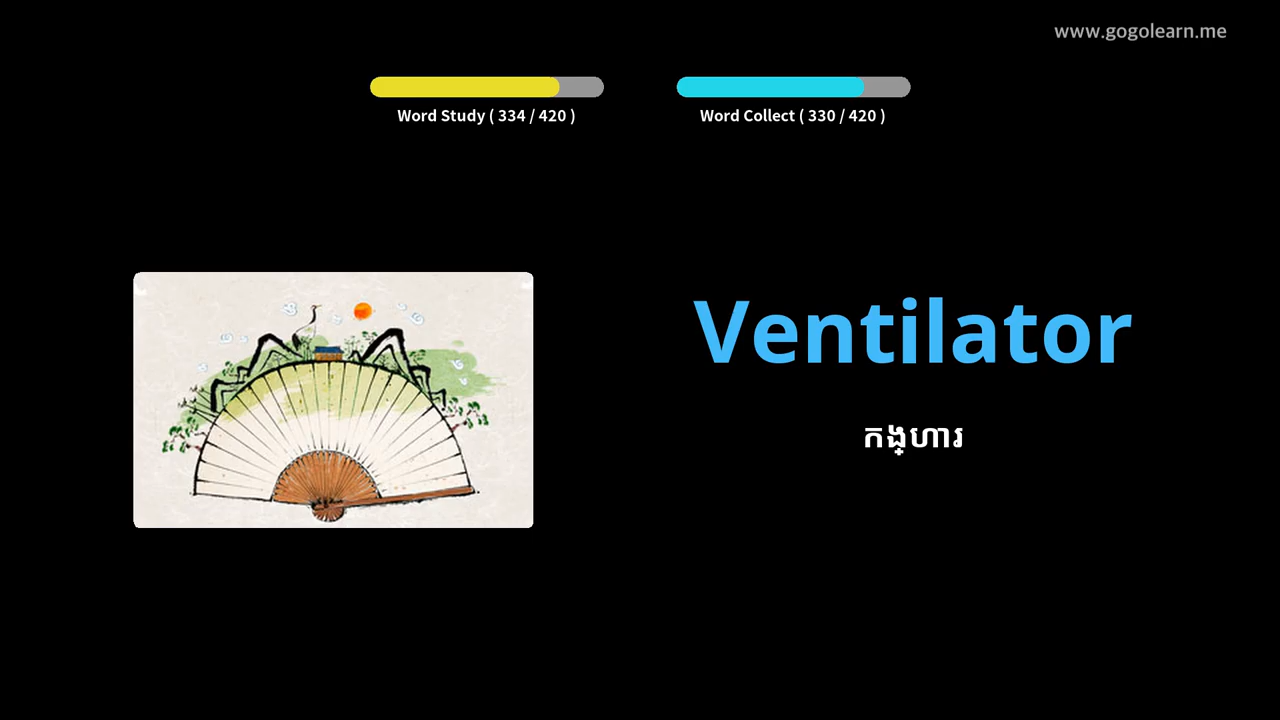 www.gogolearn.me
Word Study ( 334 / 420 )
Word Collect ( 330 / 420 )
Ventilator
កង្ហារ